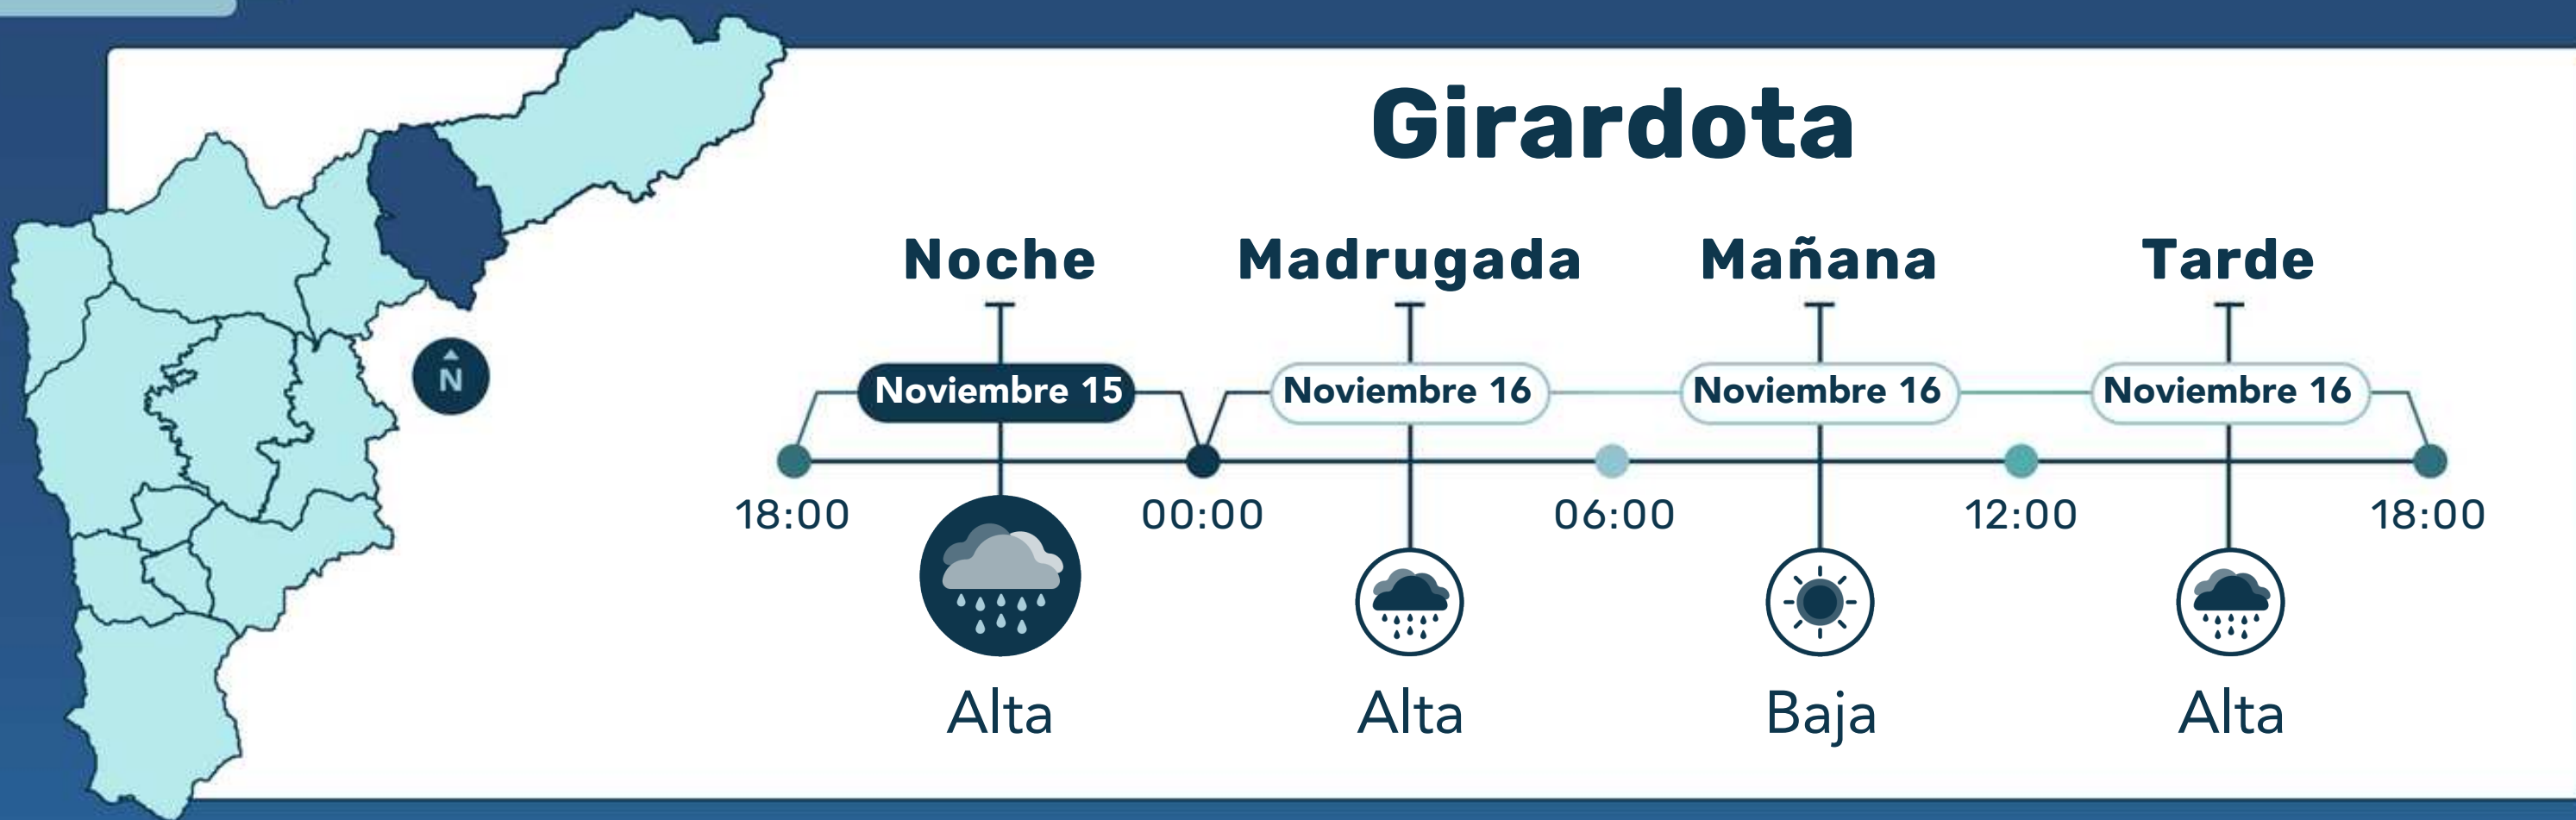 Girardota
Noche Madrugada Mañana Tarde
Noviembre 15 Noviembre 16 Noviembre 16 Noviembre 16
N
18:00 00:00 06:00 12:00 18:00
Alta Alta Baja Alta